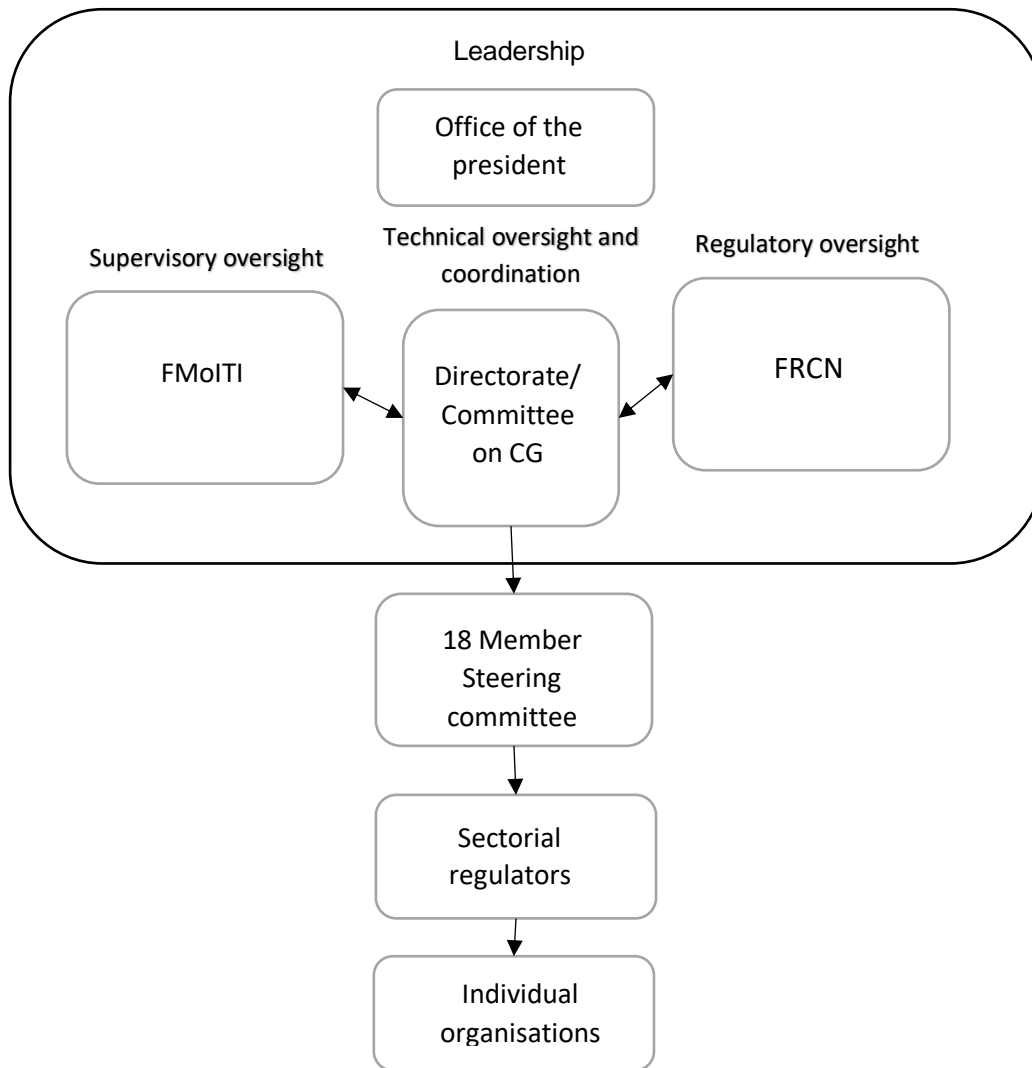 Leadership
Office of the
president
Supervisory oversight
Technical oversight and
coordination
Regulatory oversight
FMoITI
Directorate/
Committee
on CG
FRCN
18 Member
Steering
committee
Sectorial
regulators
Individual
organisations